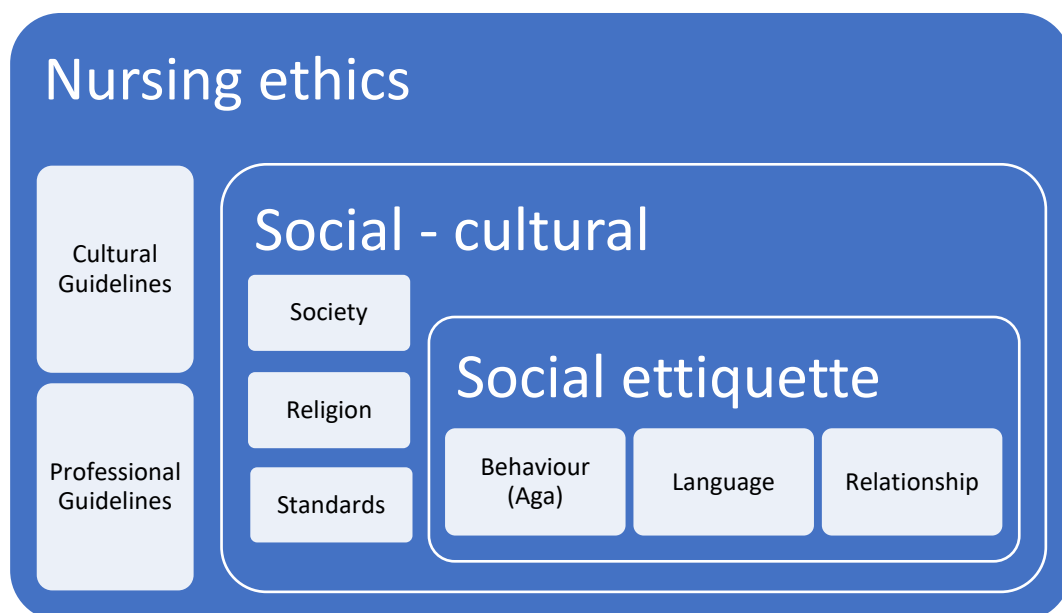 Nursing ethics
Cultural
Guidelines
Professional
Guidelines
Social - cultural
Society
Religion
Standards
Social ettiquette
Behaviour
(Aga)
Language
Relationship